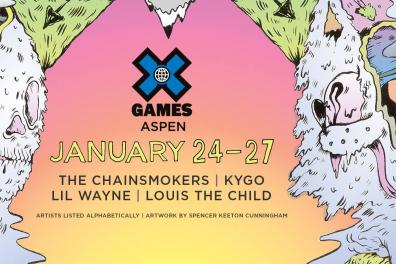 X
GAMES
ASPEN
JANUARY 24-27
THE CHAINSMOKERS | KYGO
LIL WAYNE | LOUIS THE CHILD
ARTISTS LISTED ALPHABETICALLY | ARTWORK BY SPENCER KEETON CUNNINGHAM